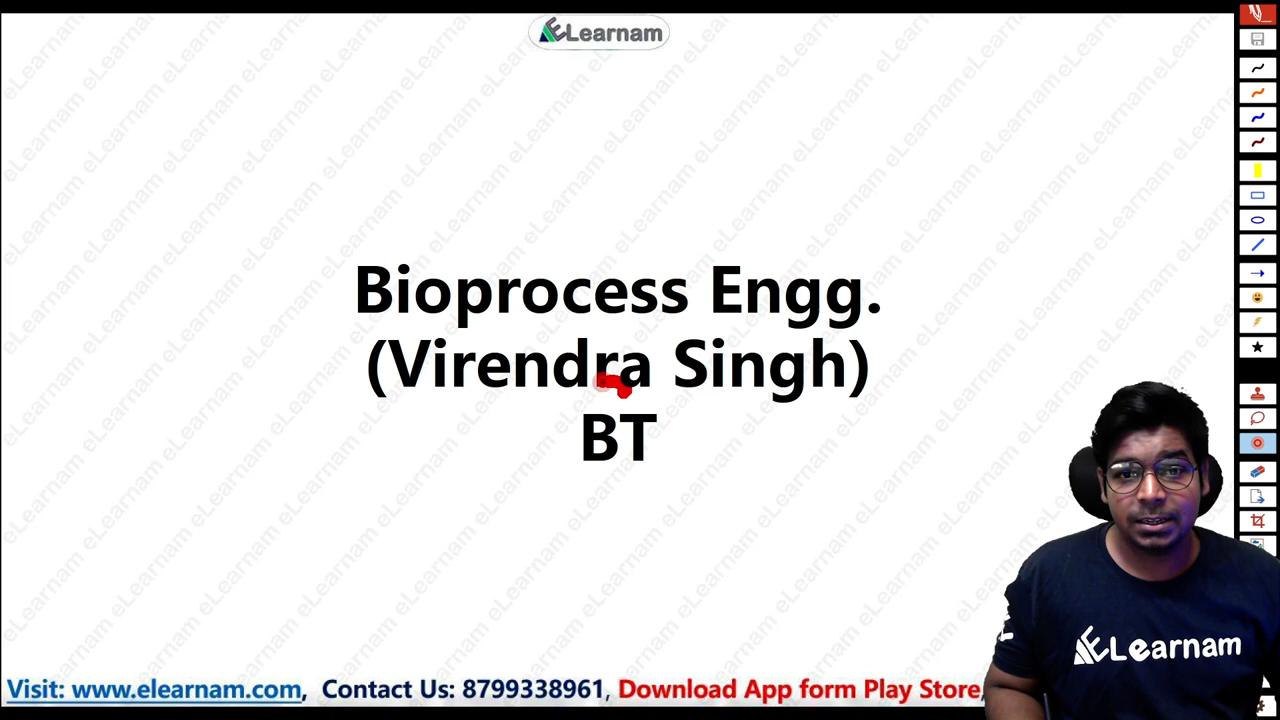 eLearnam
Bioprocess Engg.
(Virendra Singh)
BT
eLearnam
Visit: www.elearnam.com, Contact Us: 8799338961, Download App form Play Store,